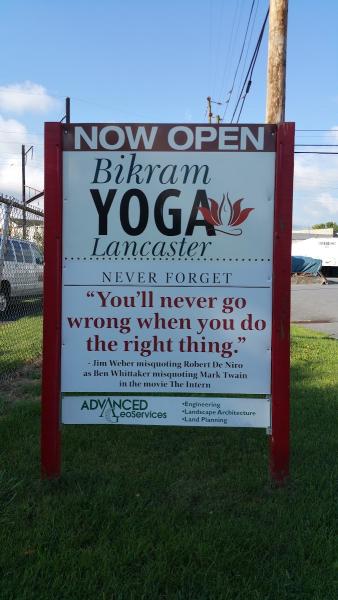 NOW OPEN
Bikram
YOGA
Lancaster
NEVER FORGET
“You’ll never go
wrong when you do
the right thing.”
- Jim Weber misquoting Robert De Niro
as Ben Whittaker misquoting Mark Twain
in the movie The Intern
ADVANCED
GeoServices
•Engineering
•Landscape Architecture
•Land Planning